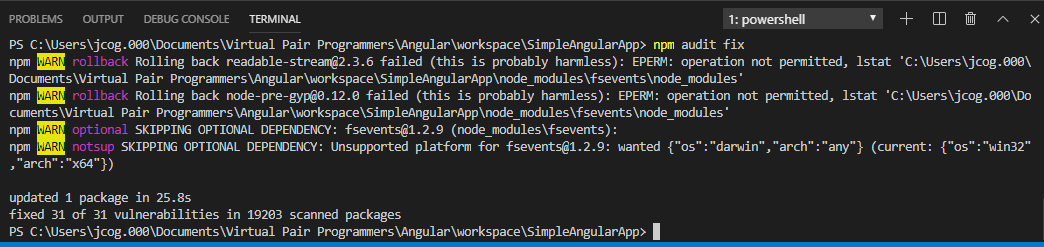 PROBLEMS OUTPUT DEBUG CONSOLE TERMINAL 1: powershell
PS C:\Users\jcog.000\Documents\Virtual Pair Programmers\Angular\workspace\SimpleAngularApp> npm audit fix
npm WARN rollback Rolling back readable-stream@2.3.6 failed (this is probably harmless): EPERM: operation not permitted, lstat 'C:\Users\jcog.000\
Documents\Virtual Pair Programmers\Angular\workspace\SimpleAngularApp\node_modules\fsevents\node_modules'
npm WARN rollback Rolling back node-pre-gyp@0.12.0 failed (this is probably harmless): EPERM: operation not permitted, lstat 'C:\Users\jcog.000\Do
cuments\Virtual Pair Programmers\Angular\workspace\SimpleAngularApp\node_modules\fsevents\node_modules'
npm WARN optional SKIPPING OPTIONAL DEPENDENCY: fsevents@1.2.9 (node_modules\fsevents):
npm WARN notsup SKIPPING OPTIONAL DEPENDENCY: Unsupported platform for fsevents@1.2.9: wanted {"os":"darwin","arch":"any"} (current: {"os":"win32"
,"arch":"x64"})
updated 1 package in 25.8s
fixed 31 of 31 vulnerabilities in 19203 scanned packages
PS C:\Users\jcog.000\Documents\Virtual Pair Programmers\Angular\workspace\SimpleAngularApp>